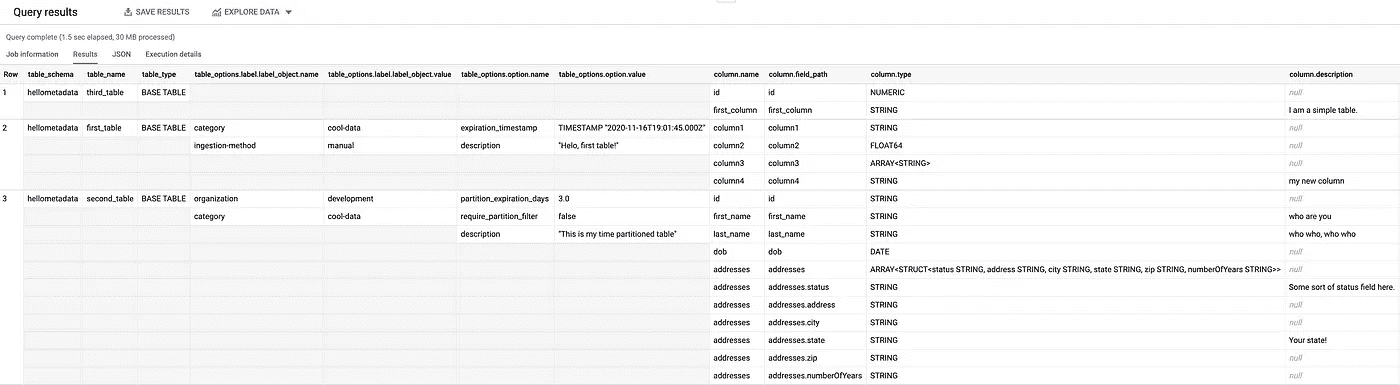 Query results SAVE RESULTS EXPLORE DATA
Query complete (1.5 sec elapsed, 30 MB processed)
Job information Results JSON Execution details
Row table_schema table_name table_type table_options.label.label_object.name table_options.label.label_object.value table_options.option.name table_options.option.value column.name column.field_path column.type column.description
1 hellometadata third_table BASE TABLE id id NUMERIC null
first_column first_column STRING I am a simple table.
2 hellometadata first_table BASE TABLE category cool-data expiration_timestamp TIMESTAMP "2020-11-16T19:01:45.000Z" column1 column1 STRING null
ingestion-method manual description "Helo, first table!" column2 column2 FLOAT64 null
column3 column3 ARRAY<STRING> null
column4 column4 STRING my new column
3 hellometadata second_table BASE TABLE organization development partition_expiration_days 3.0 id id STRING null
category cool-data require_partition_filter false first_name first_name STRING who are you
description "This is my time partitioned table" last_name last_name STRING who who, who who
dob dob DATE null
addresses addresses ARRAY<STRUCT<status STRING, address STRING, city STRING, state STRING, zip STRING, numberOfYears STRING>> null
addresses addresses.status STRING Some sort of status field here.
addresses addresses.address STRING null
addresses addresses.city STRING null
addresses addresses.state STRING Your state!
addresses addresses.zip STRING null
addresses addresses.numberOfYears STRING null